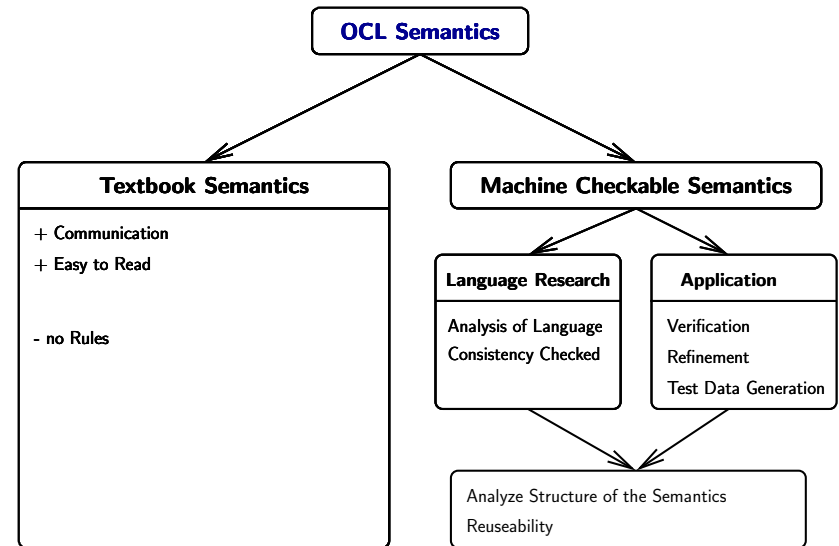 OCL Semantics
Textbook Semantics
+ Communication
+ Easy to Read
- no Rules
Machine Checkable Semantics
Language Research
Analysis of Language
Consistency Checked
Application
Verification
Refinement
Test Data Generation
Analyze Structure of the Semantics
Reuseability